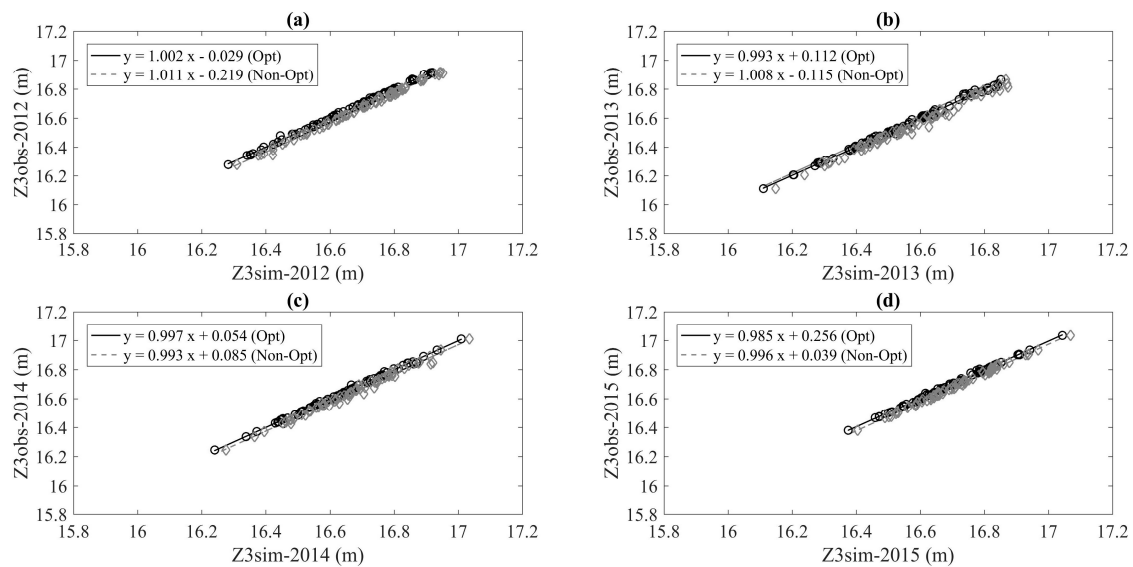 (a)
17.2
17
16.8
16.6
16.4
16.2
16
15.8
Z3obs-2012 (m)
y = 1.002 x - 0.029 (Opt)
y = 1.011 x - 0.219 (Non-Opt)
15.8 16 16.2 16.4 16.6 16.8 17 17.2
Z3sim-2012 (m)
(b)
17.2
17
16.8
16.6
16.4
16.2
16
15.8
Z3obs-2013 (m)
y = 0.993 x + 0.112 (Opt)
y = 1.008 x - 0.115 (Non-Opt)
15.8 16 16.2 16.4 16.6 16.8 17 17.2
Z3sim-2013 (m)
(c)
17.2
17
16.8
16.6
16.4
16.2
16
15.8
Z3obs-2014 (m)
y = 0.997 x + 0.054 (Opt)
y = 0.993 x + 0.085 (Non-Opt)
15.8 16 16.2 16.4 16.6 16.8 17 17.2
Z3sim-2014 (m)
(d)
17.2
17
16.8
16.6
16.4
16.2
16
15.8
Z3obs-2015 (m)
y = 0.985 x + 0.256 (Opt)
y = 0.996 x + 0.039 (Non-Opt)
15.8 16 16.2 16.4 16.6 16.8 17 17.2
Z3sim-2015 (m)